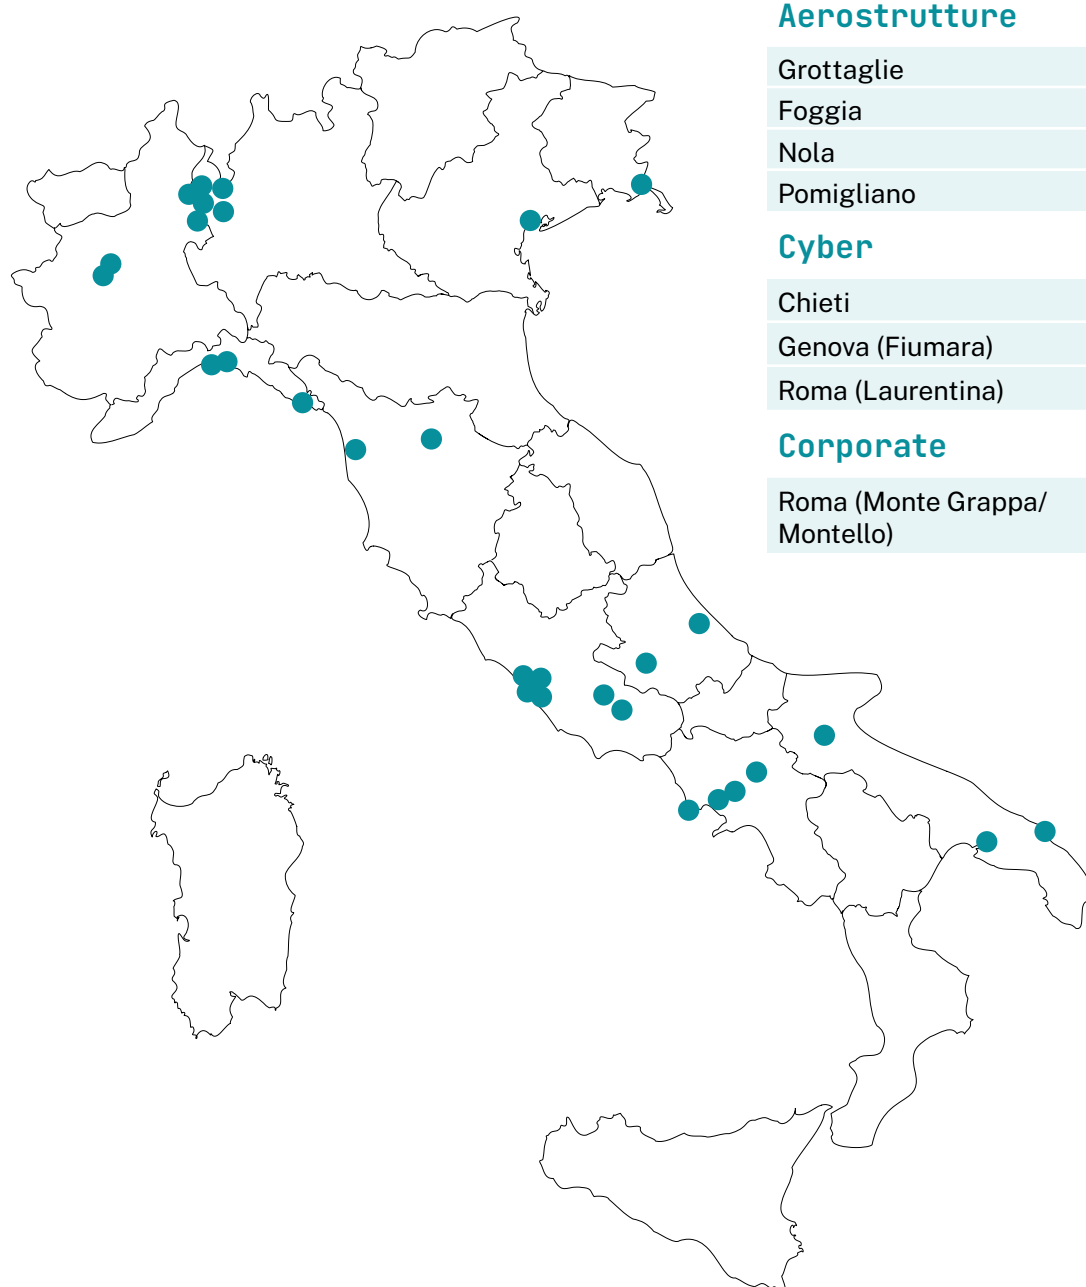 Aerostrutture
Grottaglie
Foggia
Nola
Pomigliano
Cyber
Chieti
Genova (Fiumara)
Roma (Laurentina)
Corporate
Roma (Monte Grappa/
Montello)